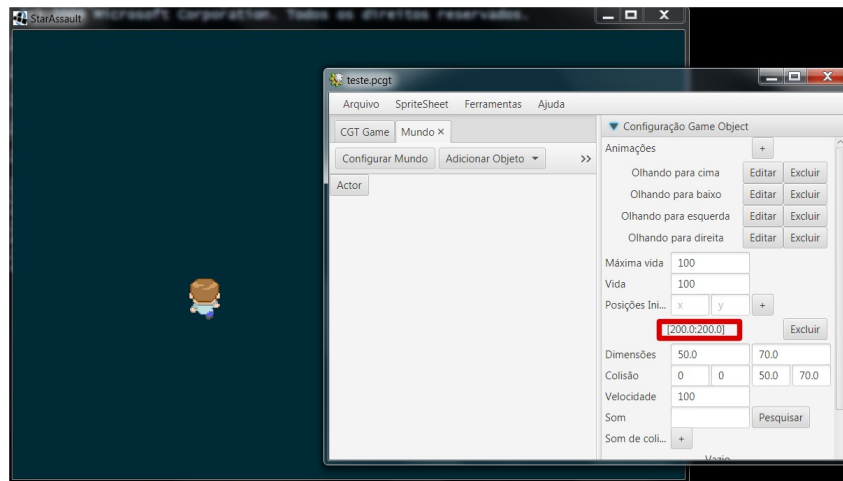 Microsoft Corporation. Todos os direitos reservados.
StarAssault
teste.pcgt
Arquivo SpriteSheet Ferramentas Ajuda
CGT Game Mundo ×
Configurar Mundo Adicionar Objeto >>
Actor
Configuração Game Object
Animações +
Olhando para cima Editar Excluir
Olhando para baixo Editar Excluir
Olhando para esquerda Editar Excluir
Olhando para direita Editar Excluir
Máxima vida 100
Vida 100
Posições Ini... x y +
[200.0:200.0] Excluir
Dimensões 50.0 70.0
Colisão 0 0 50.0 70.0
Velocidade 100
Som Pesquisar
Som de coli... +
Vazio